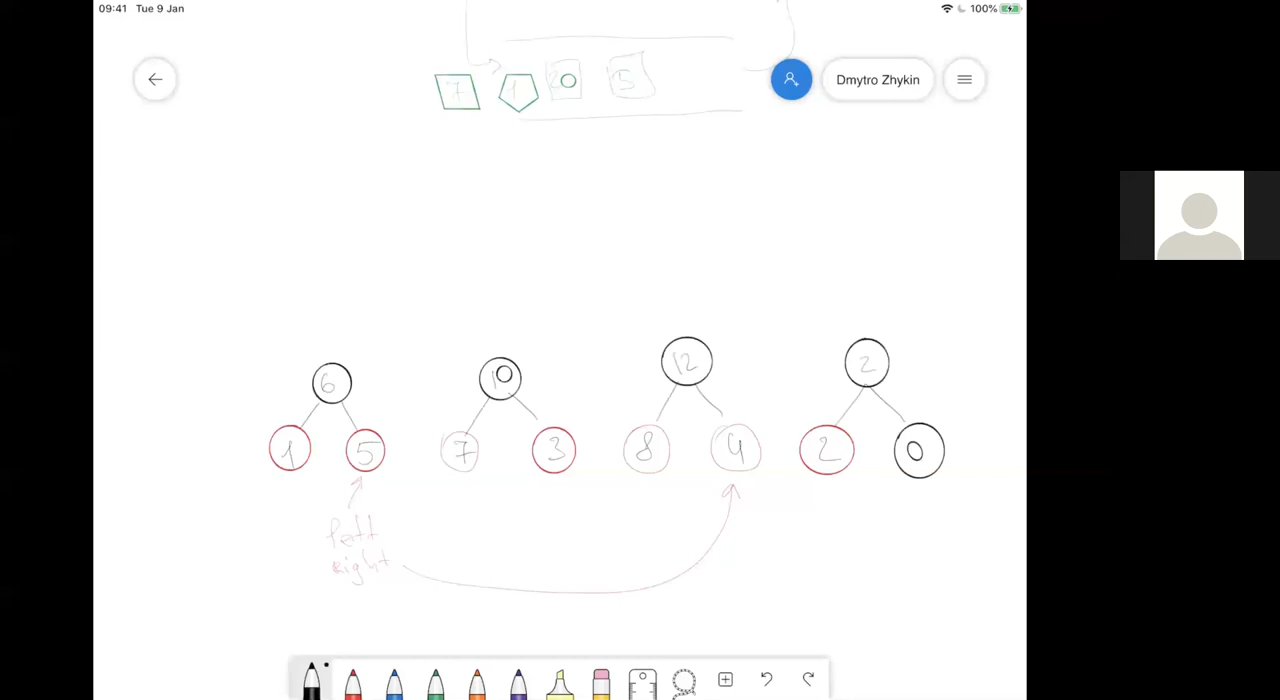 09:41 Tue 9 Jan 100%
7 1 20 5
Dmytro Zhykin
6 10 12 2
1 5 7 3 8 4 2 0
left
right